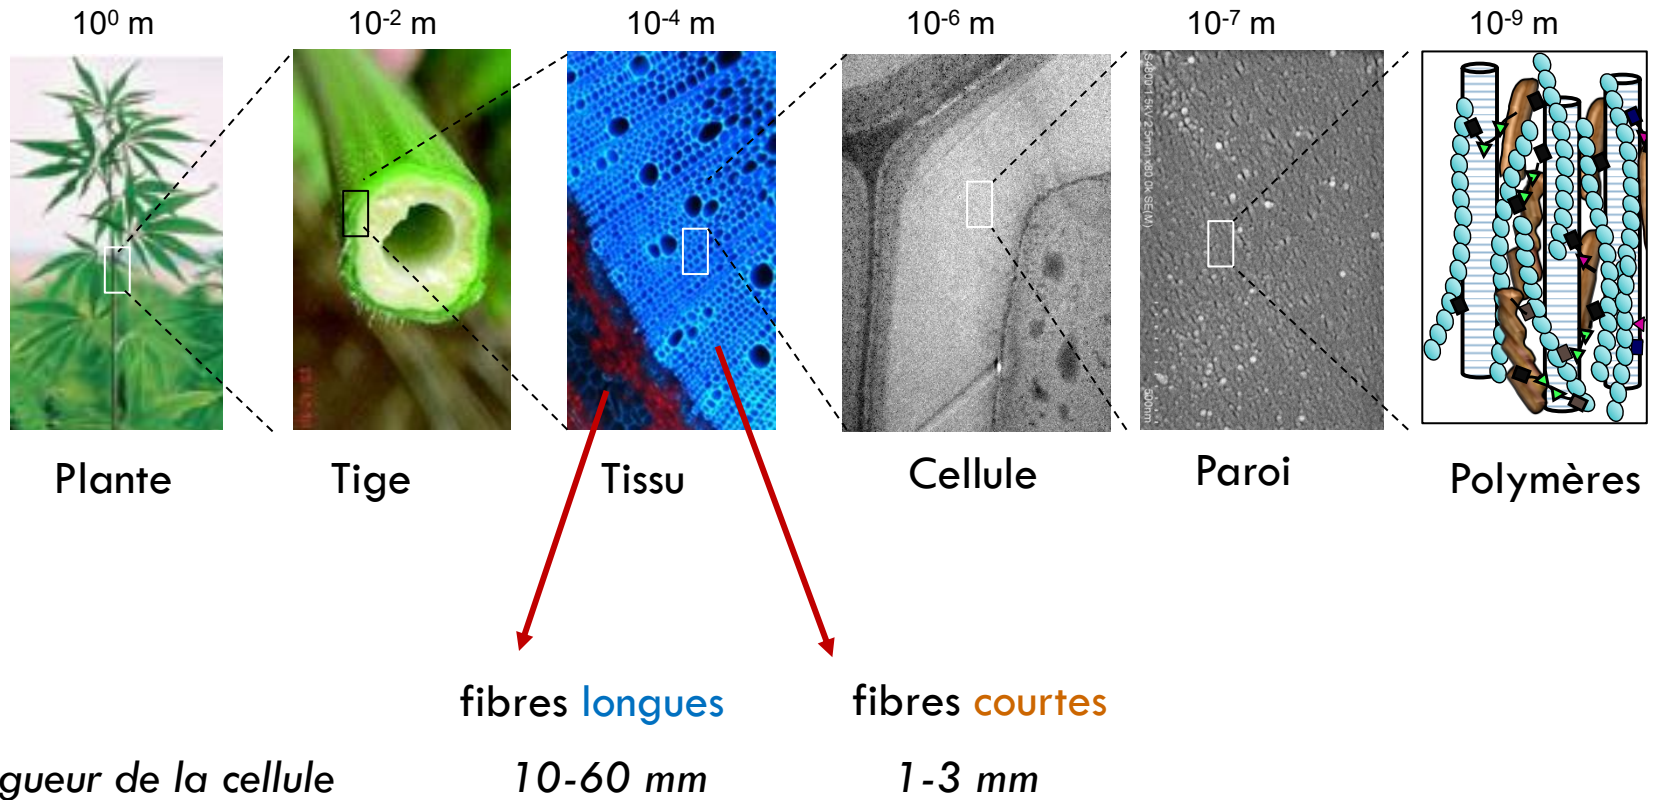 10⁰ m 10⁻² m 10⁻⁴ m 10⁻⁶ m 10⁻⁷ m 10⁻⁹ m
Plante Tige Tissu Cellule Paroi Polymères
300nm
fibres longues fibres courtes
gueur de la cellule 10-60 mm 1-3 mm